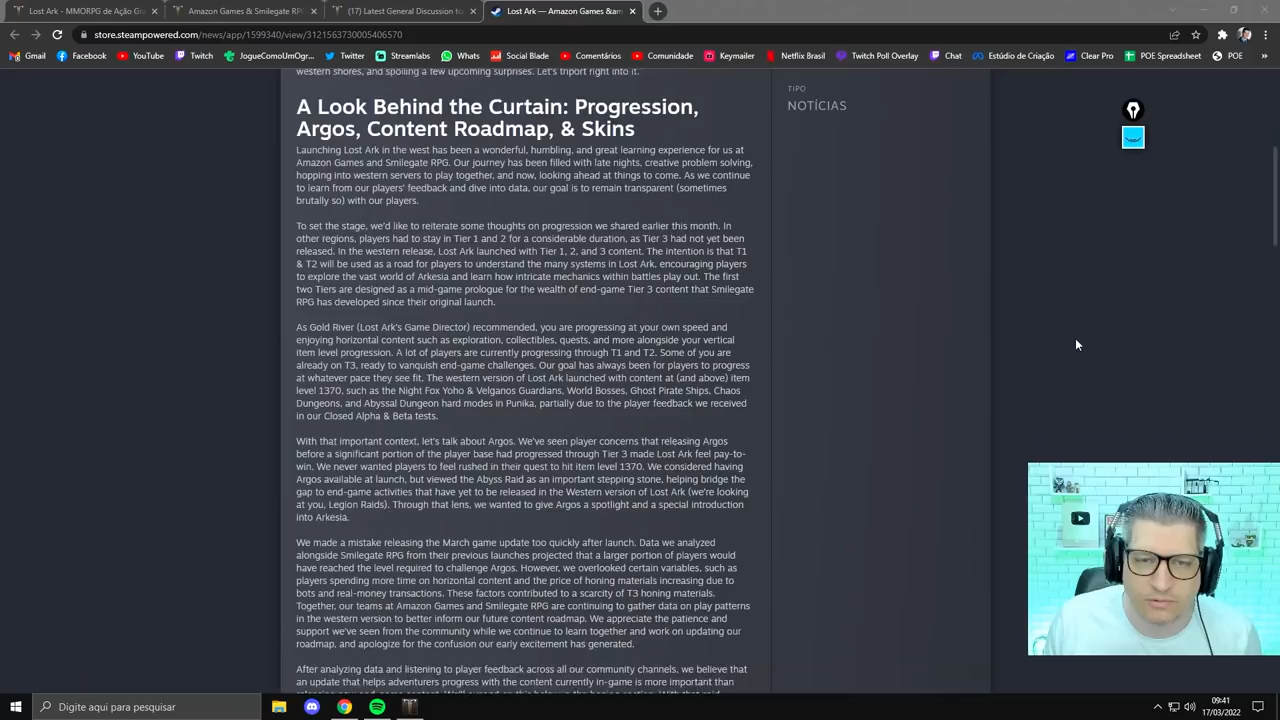 Lost Ark - MMORPG de Ação Gr
Amazon Games & Smilegate RP
(17) Latest General Discussion to
Lost Ark — Amazon Games &am
store.steampowered.com/news/app/1599340/view/3121563730005406570
Gmail
Facebook
YouTube
Twitch
JogueComoUmOgr...
Twitter
Streamlabs
Whats
Social Blade
Comentários
Comunidade
Keymailer
Netflix Brasil
Twitch Poll Overlay
Chat
Estúdio de Criação
Clear Pro
POE Spreadsheet
POE
»
western shores, and spoiling a few upcoming surprises. Let's triport right into it.
TIPO
NOTÍCIAS
A Look Behind the Curtain: Progression,
Argos, Content Roadmap, & Skins
Launching Lost Ark in the west has been a wonderful, humbling, and great learning experience for us at
Amazon Games and Smilegate RPG. Our journey has been filled with late nights, creative problem solving,
hopping into western servers to play together, and now, looking ahead at things to come. As we continue
to learn from our players' feedback and dive into data, our goal is to remain transparent (sometimes
brutally so) with our players.
To set the stage, we'd like to reiterate some thoughts on progression we shared earlier this month. In
other regions, players had to stay in Tier 1 and 2 for a considerable duration, as Tier 3 had not yet been
released. In the western release, Lost Ark launched with Tier 1, 2, and 3 content. The intention is that T1
& T2 will be used as a road for players to understand the many systems in Lost Ark, encouraging players
to explore the vast world of Arkesia and learn how intricate mechanics within battles play out. The first
two Tiers are designed as a mid-game prologue for the wealth of end-game Tier 3 content that Smilegate
RPG has developed since their original launch.
As Gold River (Lost Ark's Game Director) recommended, you are progressing at your own speed and
enjoying horizontal content such as exploration, collectibles, quests, and more alongside your vertical
item level progression. A lot of players are currently progressing through T1 and T2. Some of you are
already on T3, ready to vanquish end-game challenges. Our goal has always been for players to progress
at whatever pace they see fit. The western version of Lost Ark launched with content at (and above) item
level 1370, such as the Night Fox Yoho & Velganos Guardians, World Bosses, Ghost Pirate Ships, Chaos
Dungeons, and Abyssal Dungeon hard modes in Punika, partially due to the player feedback we received
in our Closed Alpha & Beta tests.
With that important context, let's talk about Argos. We've seen player concerns that releasing Argos
before a significant portion of the player base had progressed through Tier 3 made Lost Ark feel pay-to-
win. We never wanted players to feel rushed in their quest to hit item level 1370. We considered having
Argos available at launch, but viewed the Abyss Raid as an important stepping stone, helping bridge the
gap to end-game activities that have yet to be released in the Western version of Lost Ark (we're looking
at you, Legion Raids). Through that lens, we wanted to give Argos a spotlight and a special introduction
into Arkesia.
We made a mistake releasing the March game update too quickly after launch. Data we analyzed
alongside Smilegate RPG from their previous launches projected that a larger portion of players would
have reached the level required to challenge Argos. However, we overlooked certain variables, such as
players spending more time on horizontal content and the price of honing materials increasing due to
bots and real-money transactions. These factors contributed to a scarcity of T3 honing materials.
Together, our teams at Amazon Games and Smilegate RPG are continuing to gather data on play patterns
in the western version to better inform our future content roadmap. We appreciate the patience and
support we've seen from the community while we continue to learn together and work on updating our
roadmap, and apologize for the confusion our early excitement has generated.
After analyzing data and listening to player feedback across all our community channels, we believe that
an update that helps adventurers progress with the content currently in-game is more important than
Digite aqui para pesquisar
09:41
17/03/2022